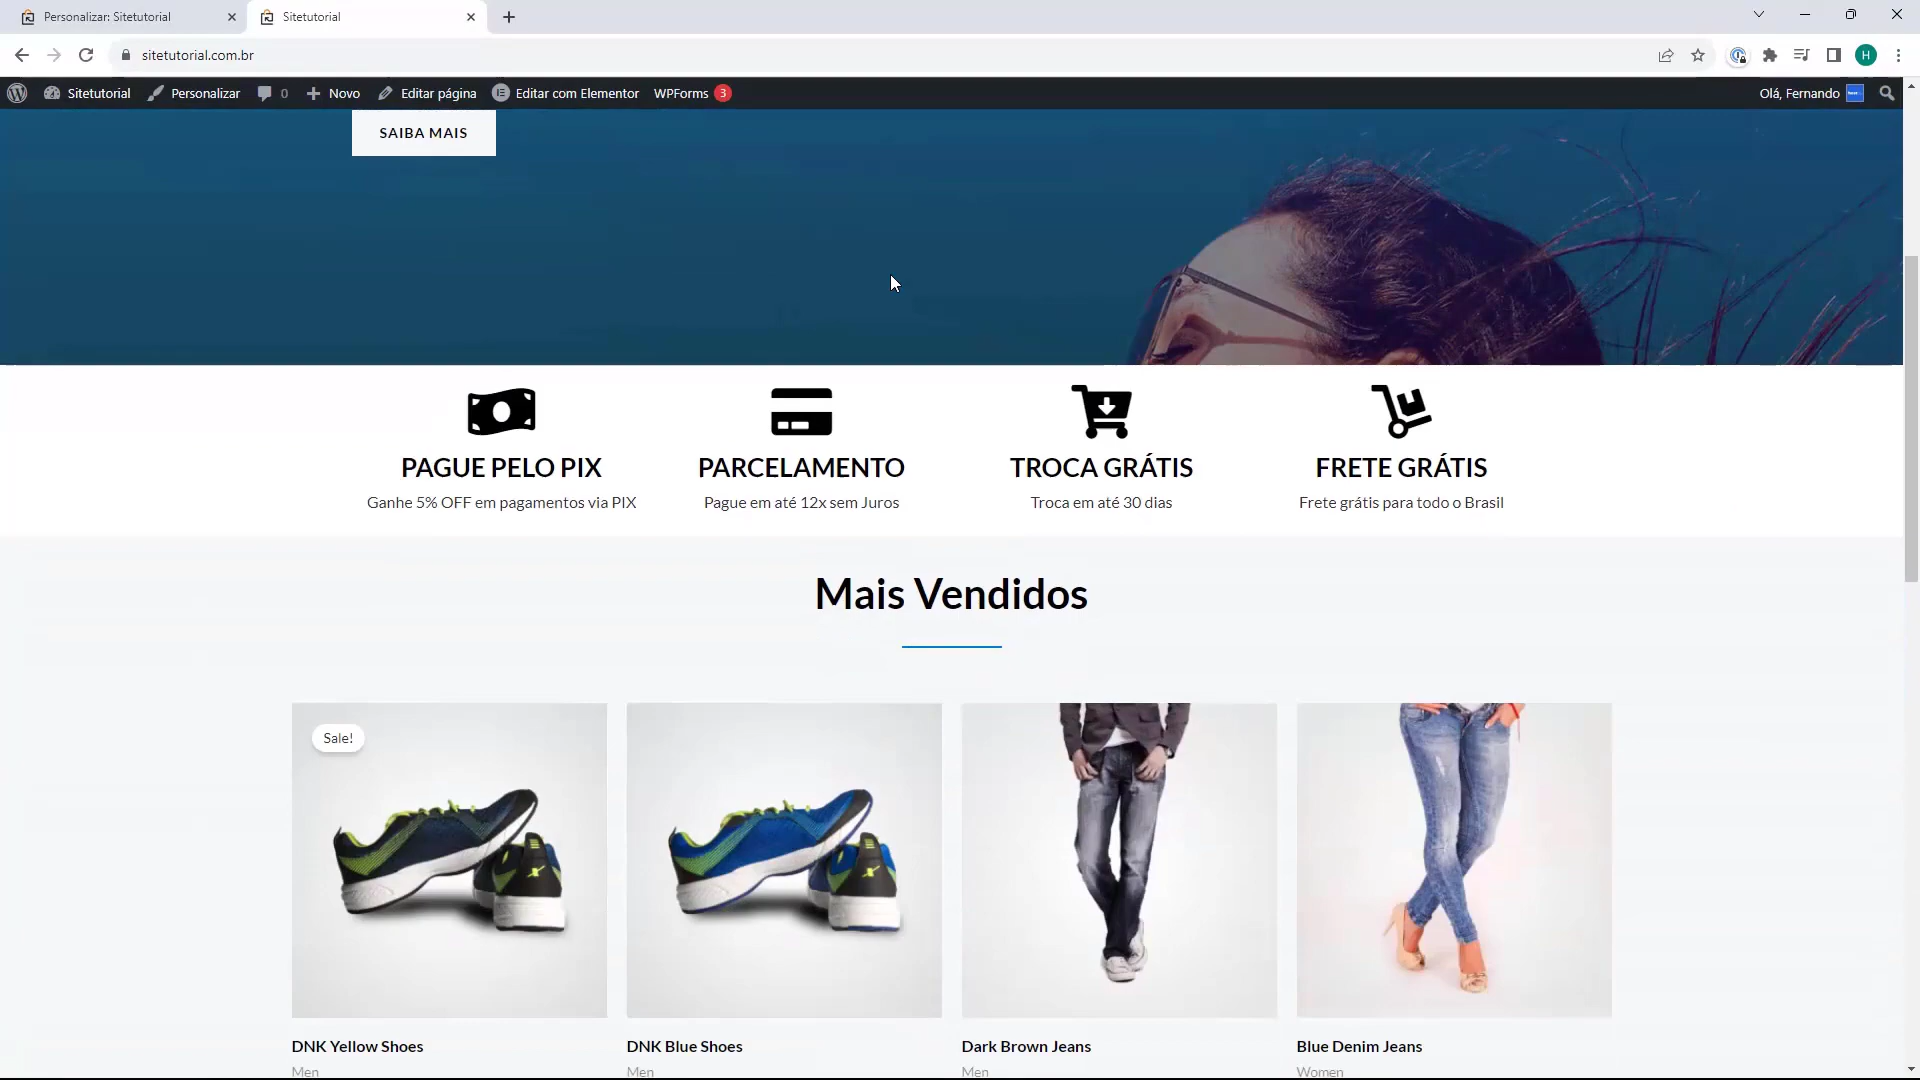 Personalizar: Sitetutorial
Sitetutorial
sitetutorial.com.br
H
Sitetutorial
Personalizar
0
Novo
Editar página
Editar com Elementor
WPForms 3
Olá, Fernando
SAIBA MAIS
PAGUE PELO PIX
Ganhe 5% OFF em pagamentos via PIX
PARCELAMENTO
Pague em até 12x sem Juros
TROCA GRÁTIS
Troca em até 30 dias
FRETE GRÁTIS
Frete grátis para todo o Brasil
Mais Vendidos
Sale!
DNK Yellow Shoes
Men
DNK Blue Shoes
Men
Dark Brown Jeans
Men
Blue Denim Jeans
Women